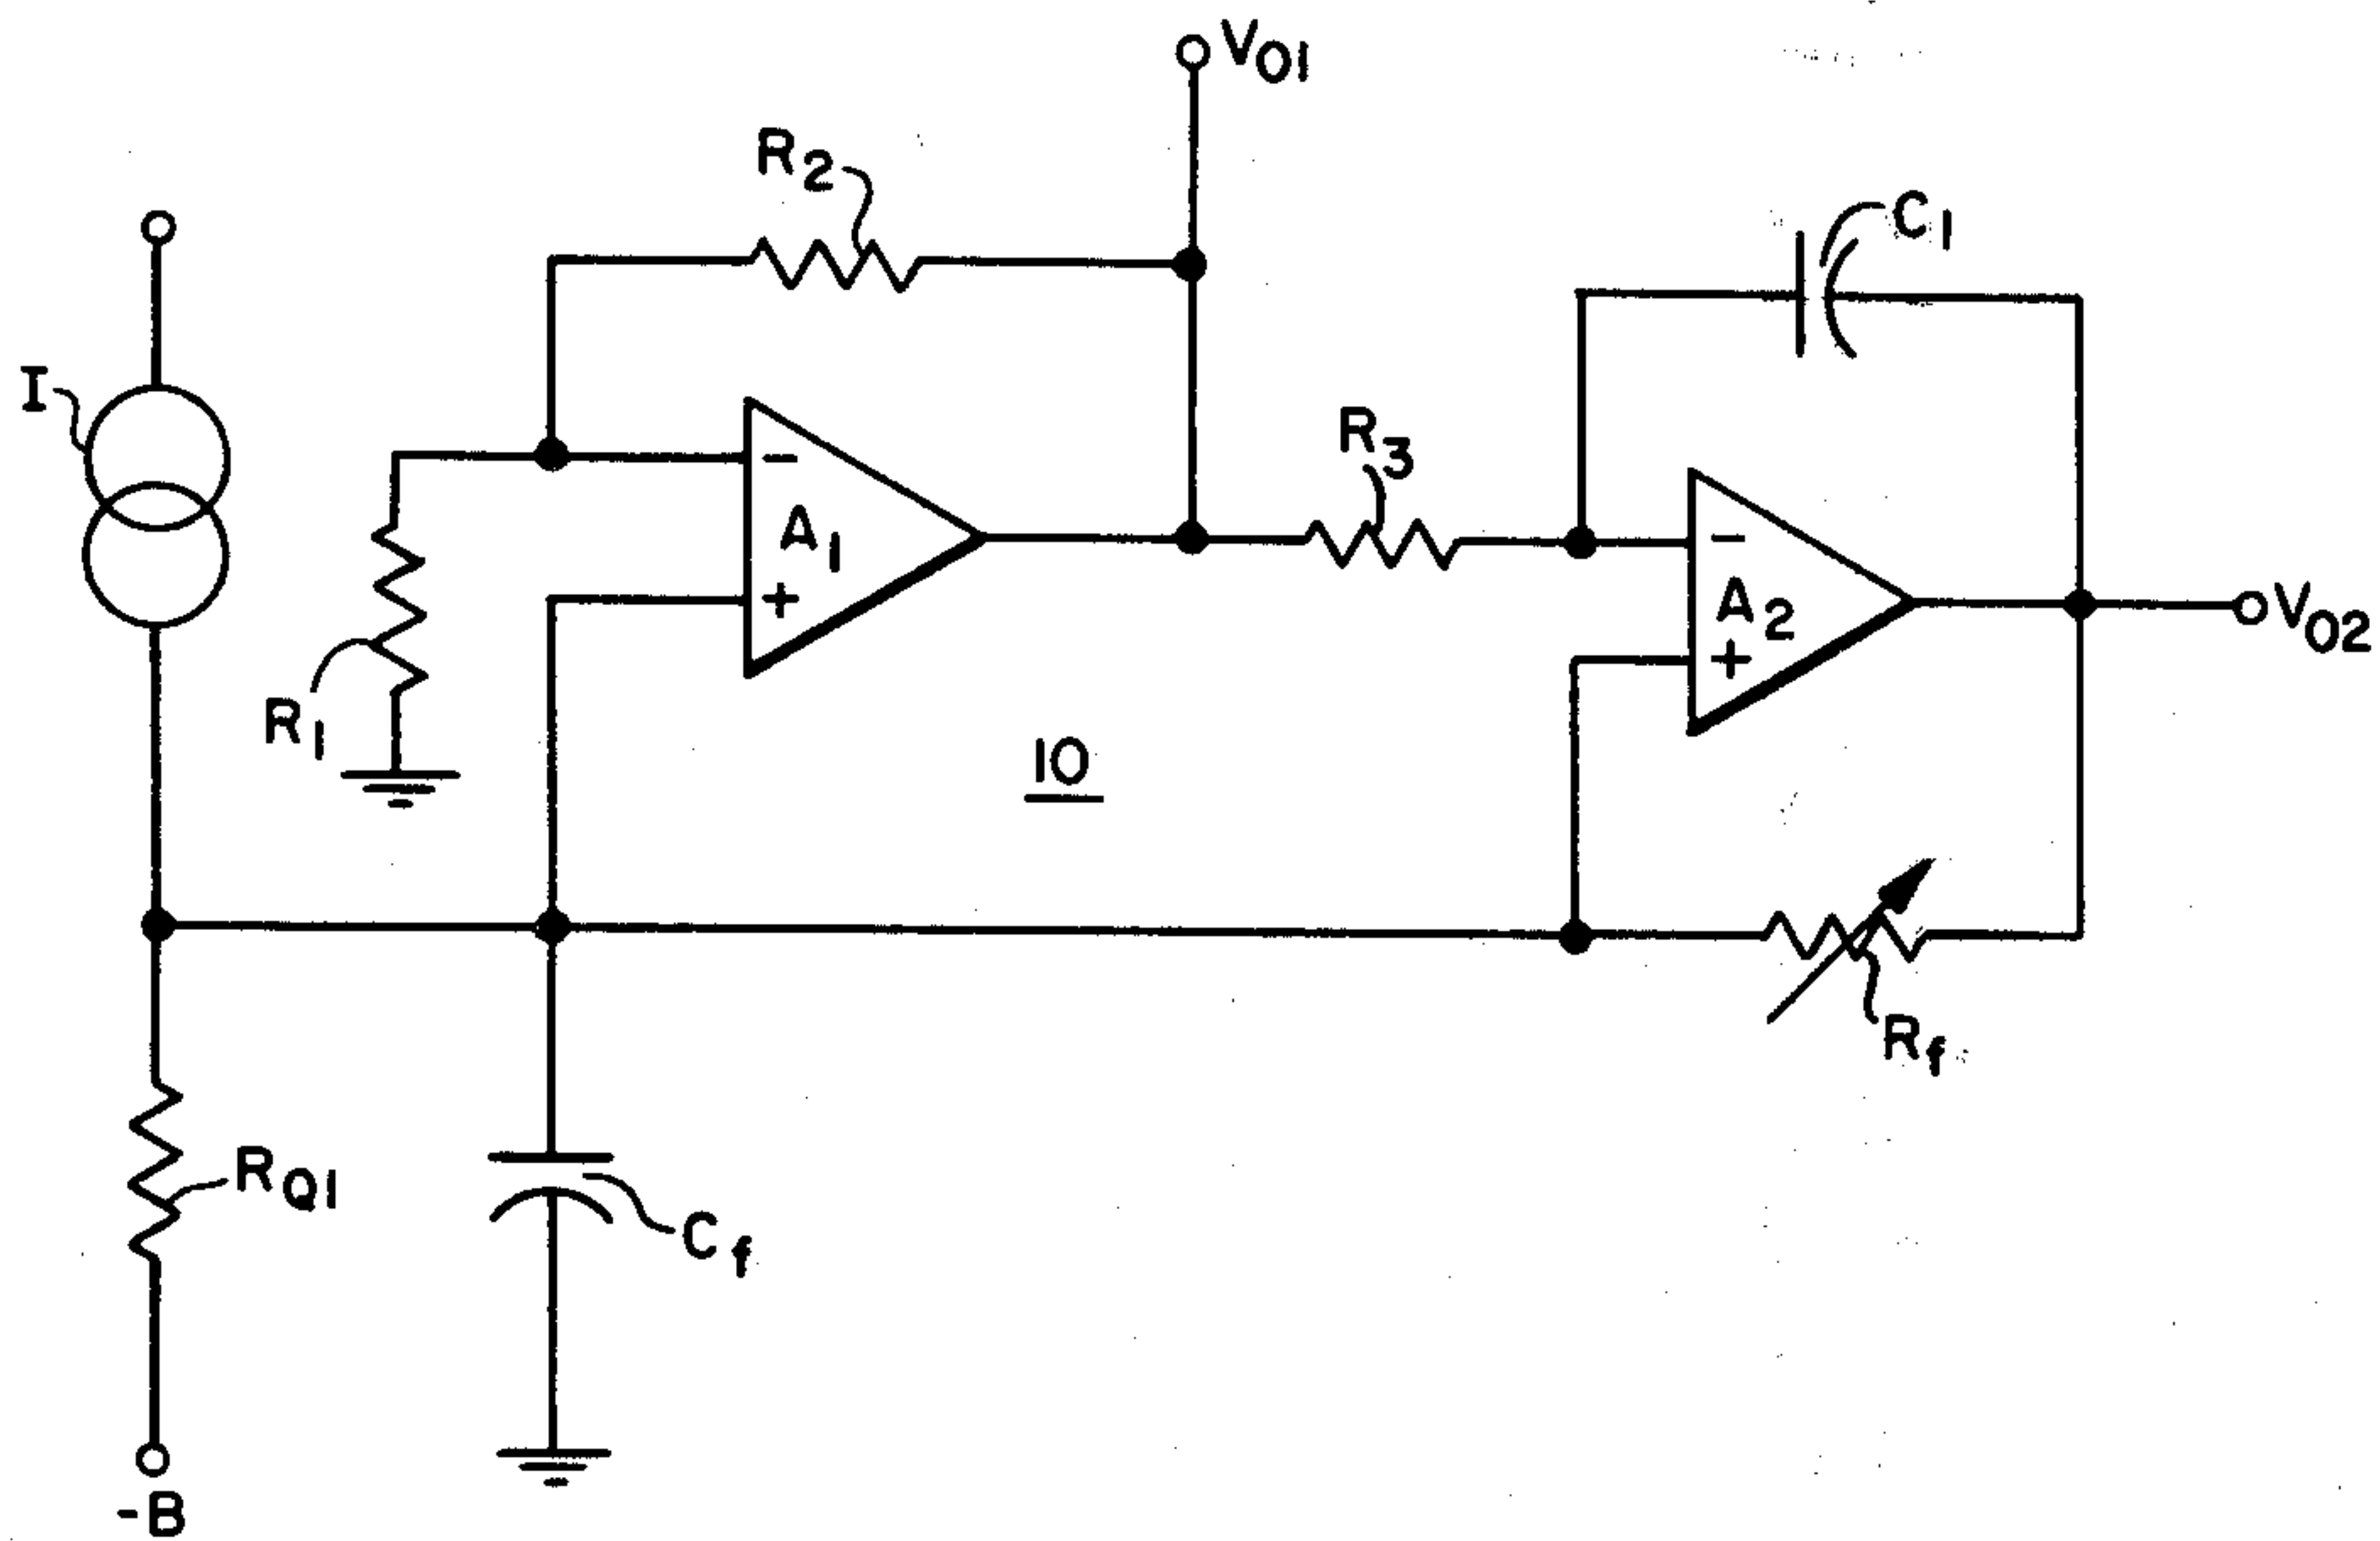 V01
R2
C1
I
R3
-
A1
+
-
A2
+
V02
R1
10
Rf
RQ1
Cf
-B